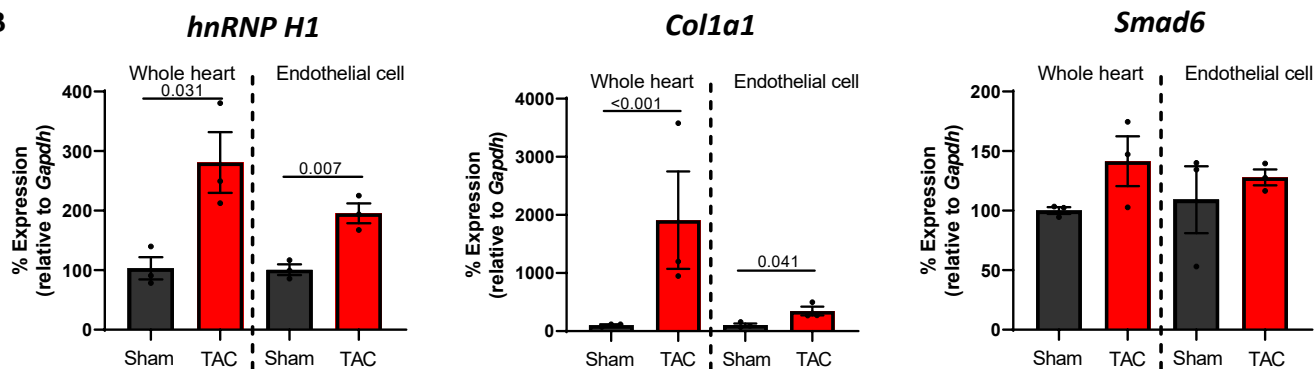 B
hnRNP H1
Whole heart Endothelial cell
% Expression
(relative to Gapdh)
400
300
200
100
0
0.031
0.007
Sham TAC Sham TAC
Col1a1
Whole heart Endothelial cell
% Expression
(relative to Gapdh)
4000
3000
2000
1000
0
<0.001
0.041
Sham TAC Sham TAC
Smad6
Whole heart Endothelial cell
% Expression
(relative to Gapdh)
200
150
100
50
0
Sham TAC Sham TAC